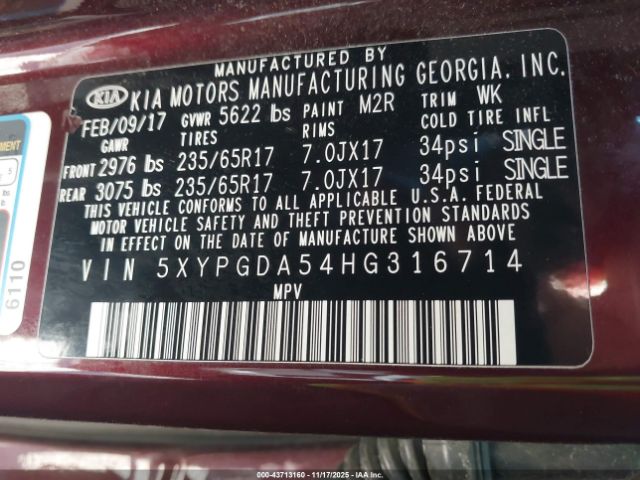 MANUFACTURED BY
KIA KIA MOTORS MANUFACTURING GEORGIA, INC.
FEB/09/17 GVWR 5622 lbs PAINT M2R TRIM WK
GAWR TIRES RIMS COLD TIRE INFL
FRONT 2976 lbs 235/65R17 7.0JX17 34psi SINGLE
REAR 3075 lbs 235/65R17 7.0JX17 34psi SINGLE
THIS VEHICLE CONFORMS TO ALL APPLICABLE U.S.A. FEDERAL
MOTOR VEHICLE SAFETY AND THEFT PREVENTION STANDARDS
IN EFFECT ON THE DATE OF MANUFACTURE SHOWN ABOVE.
VIN 5XYPGDA54HG316714
MPV
6110
© IAA - 43713160 - 11/17/2025 - IAAI.COM